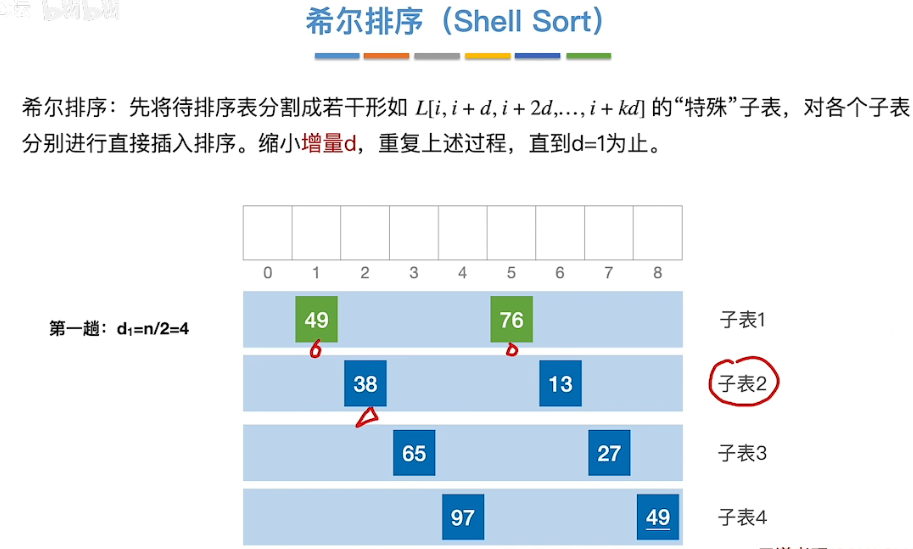 希尔排序（Shell Sort）
希尔排序：先将待排序表分割成若干形如 L[i, i + d, i + 2d,…, i + kd] 的“特殊”子表，对各个子表
分别进行直接插入排序。缩小增量d，重复上述过程，直到d=1为止。
0 1 2 3 4 5 6 7 8
第一趟：d₁=n/2=4
49 76 子表1
38 13 子表2
65 27 子表3
97 49 子表4